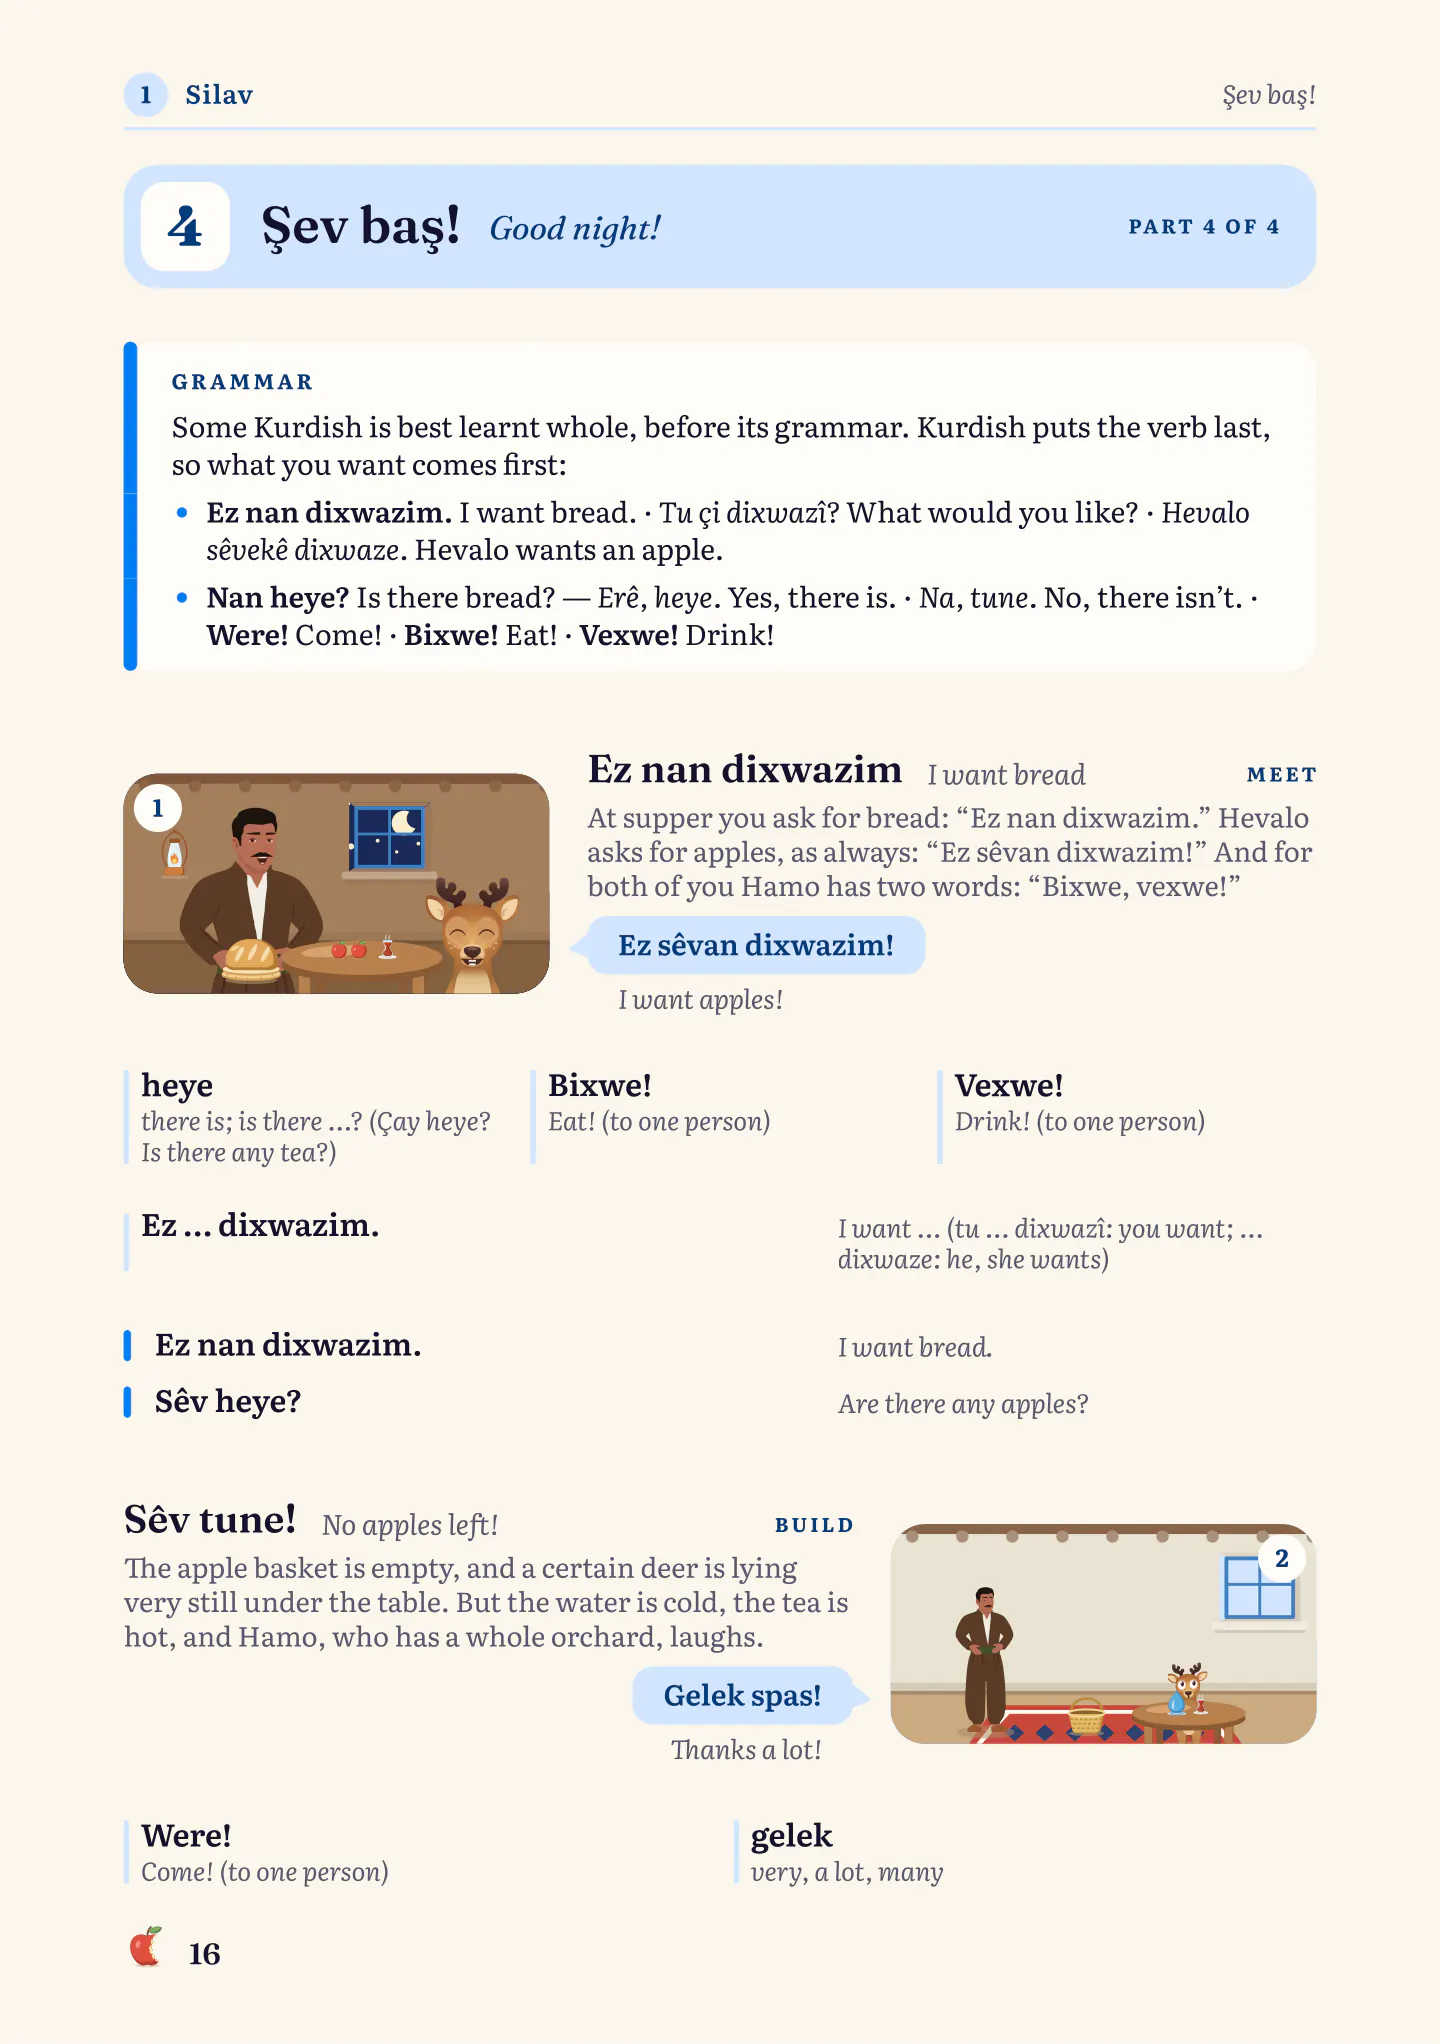 1 Silav Şev baş!
4 Şev baş! Good night! PART 4 OF 4
GRAMMAR
Some Kurdish is best learnt whole, before its grammar. Kurdish puts the verb last,
so what you want comes first:
• Ez nan dixwazim. I want bread. · Tu çi dixwazî? What would you like? · Hevalo
sêvekê dixwaze. Hevalo wants an apple.
• Nan heye? Is there bread? — Erê, heye. Yes, there is. · Na, tune. No, there isn’t. ·
Were! Come! · Bixwe! Eat! · Vexwe! Drink!
1
Ez nan dixwazim I want bread MEET
At supper you ask for bread: “Ez nan dixwazim.” Hevalo
asks for apples, as always: “Ez sêvan dixwazim!” And for
both of you Hamo has two words: “Bixwe, vexwe!”
Ez sêvan dixwazim!
I want apples!
heye
there is; is there …? (Çay heye?
Is there any tea?)
Bixwe!
Eat! (to one person)
Vexwe!
Drink! (to one person)
Ez … dixwazim. I want … (tu … dixwazî: you want; …
dixwaze: he, she wants)
Ez nan dixwazim. I want bread.
Sêv heye? Are there any apples?
Sêv tune! No apples left! BUILD
The apple basket is empty, and a certain deer is lying
very still under the table. But the water is cold, the tea is
hot, and Hamo, who has a whole orchard, laughs.
Gelek spas!
Thanks a lot!
2
Were!
Come! (to one person)
gelek
very, a lot, many
16